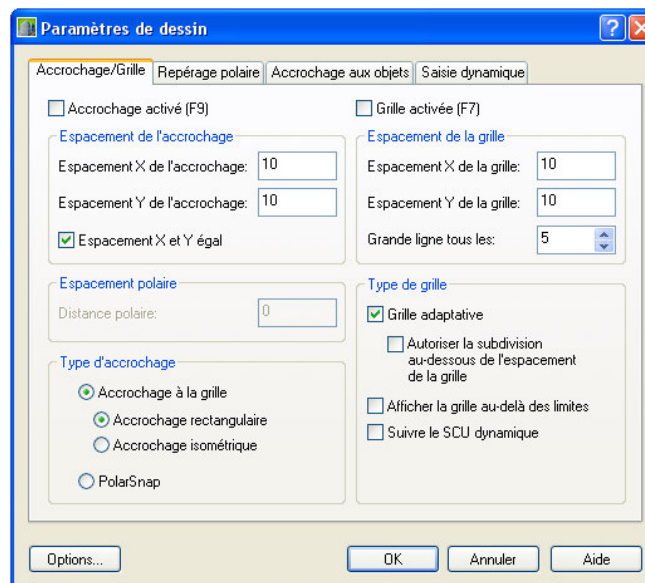 Paramètres de dessin
Accrochage/Grille
Repérage polaire
Accrochage aux objets
Saisie dynamique
Accrochage activé (F9)
Grille activée (F7)
Espacement de l'accrochage
Espacement X de l'accrochage: 10
Espacement Y de l'accrochage: 10
Espacement X et Y égal
Espacement de la grille
Espacement X de la grille: 10
Espacement Y de la grille: 10
Grande ligne tous les: 5
Espacement polaire
Distance polaire: 0
Type d'accrochage
Accrochage à la grille
Accrochage rectangulaire
Accrochage isométrique
PolarSnap
Type de grille
Grille adaptative
Autoriser la subdivision
au-dessous de l'espacement
de la grille
Afficher la grille au-delà des limites
Suivre le SCU dynamique
Options...
OK
Annuler
Aide